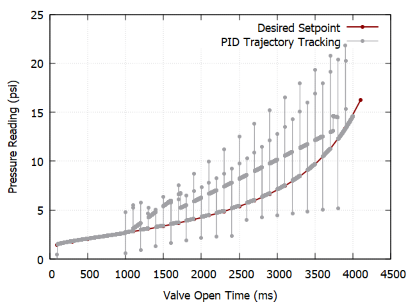 25
20
15
10
5
0
Pressure Reading (psi)
Desired Setpoint
PID Trajectory Tracking
0 500 1000 1500 2000 2500 3000 3500 4000 4500
Valve Open Time (ms)